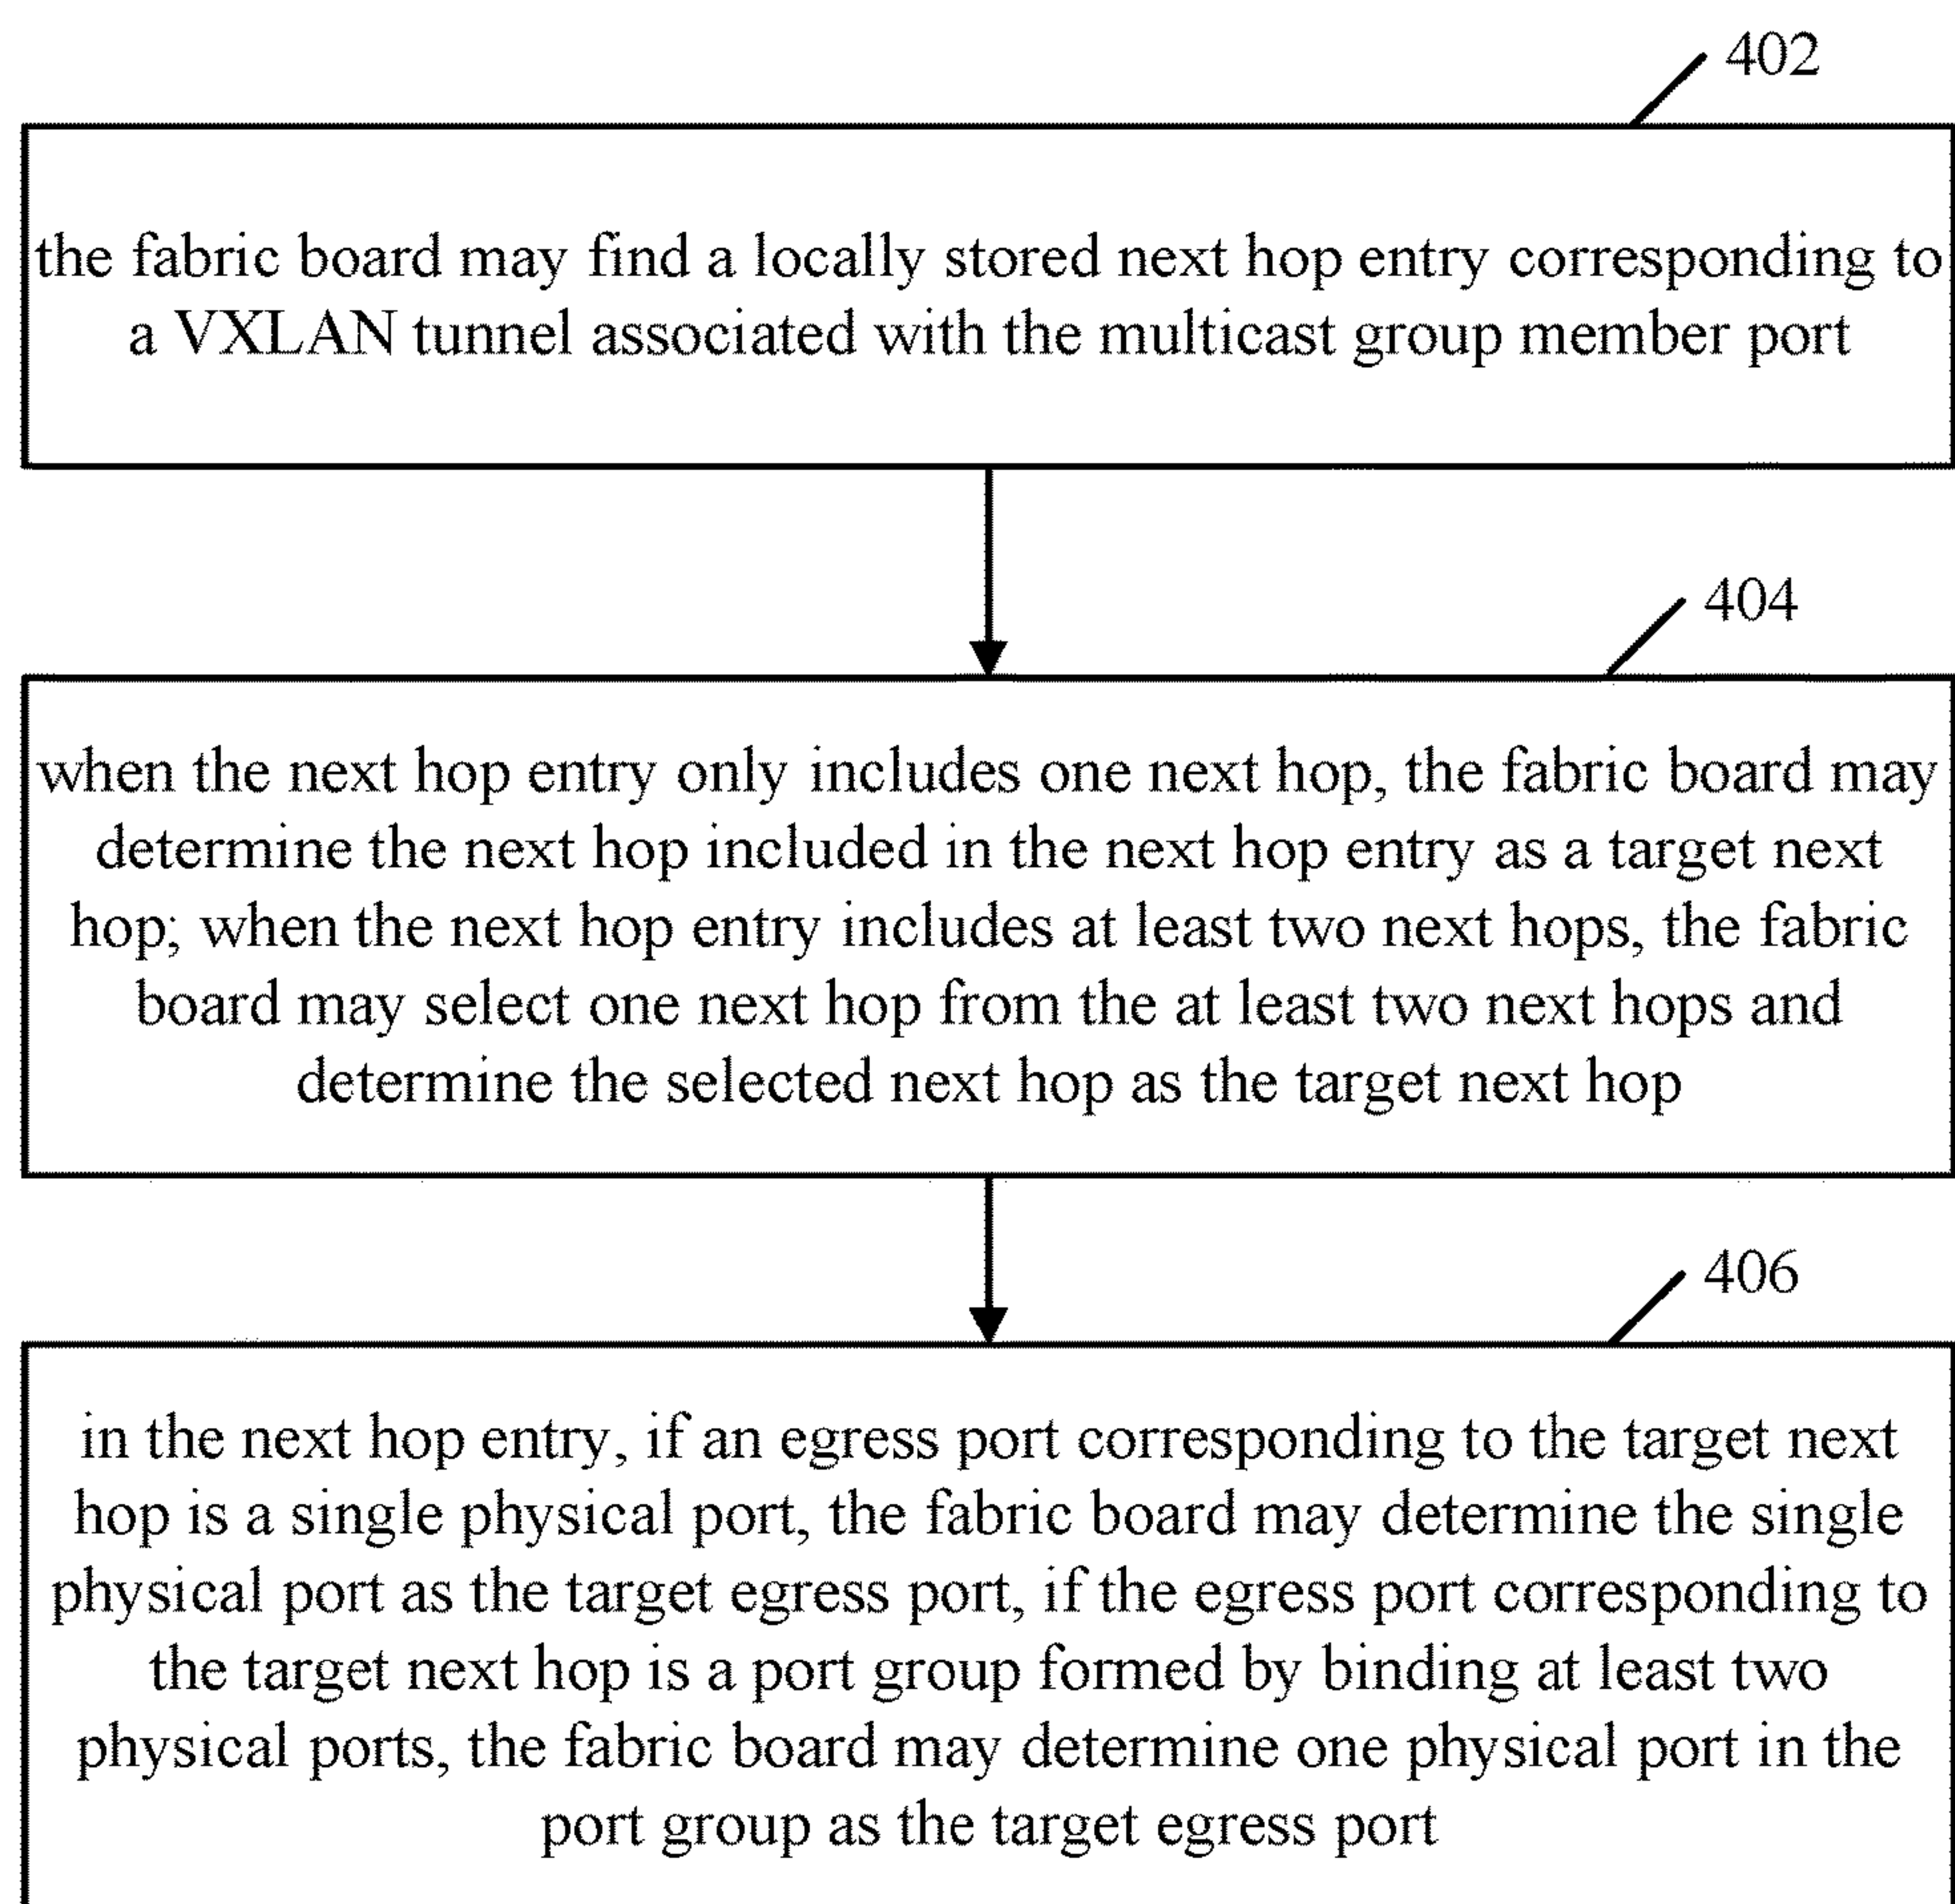 402
the fabric board may find a locally stored next hop entry corresponding to
a VXLAN tunnel associated with the multicast group member port
404
when the next hop entry only includes one next hop, the fabric board may
determine the next hop included in the next hop entry as a target next
hop; when the next hop entry includes at least two next hops, the fabric
board may select one next hop from the at least two next hops and
determine the selected next hop as the target next hop
406
in the next hop entry, if an egress port corresponding to the target next
hop is a single physical port, the fabric board may determine the single
physical port as the target egress port, if the egress port corresponding to
the target next hop is a port group formed by binding at least two
physical ports, the fabric board may determine one physical port in the
port group as the target egress port